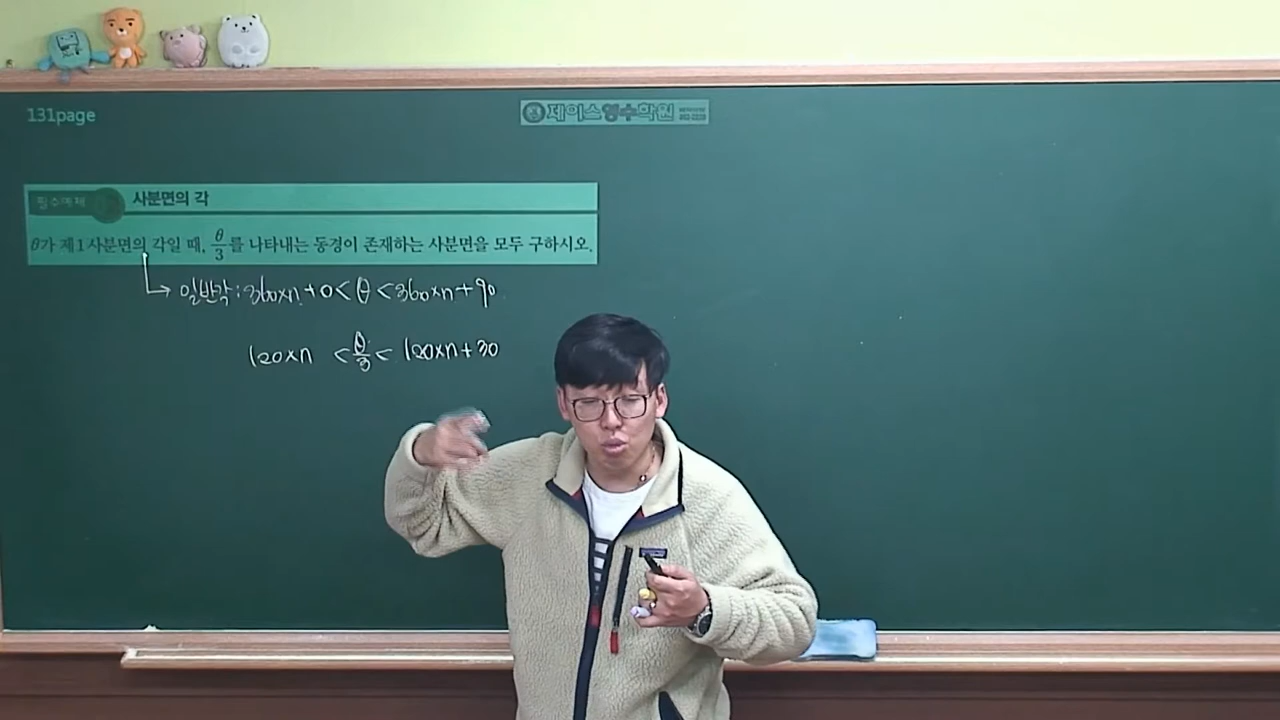 131page
제이스영수학원
필수예제
사분면의 각
θ가 제1사분면의 각일 때, θ/3를 나타내는 동경이 존재하는 사분면을 모두 구하시오.
일반각: 360×n + 0 < θ < 360×n + 90
120×n < θ/3 < 120×n + 30